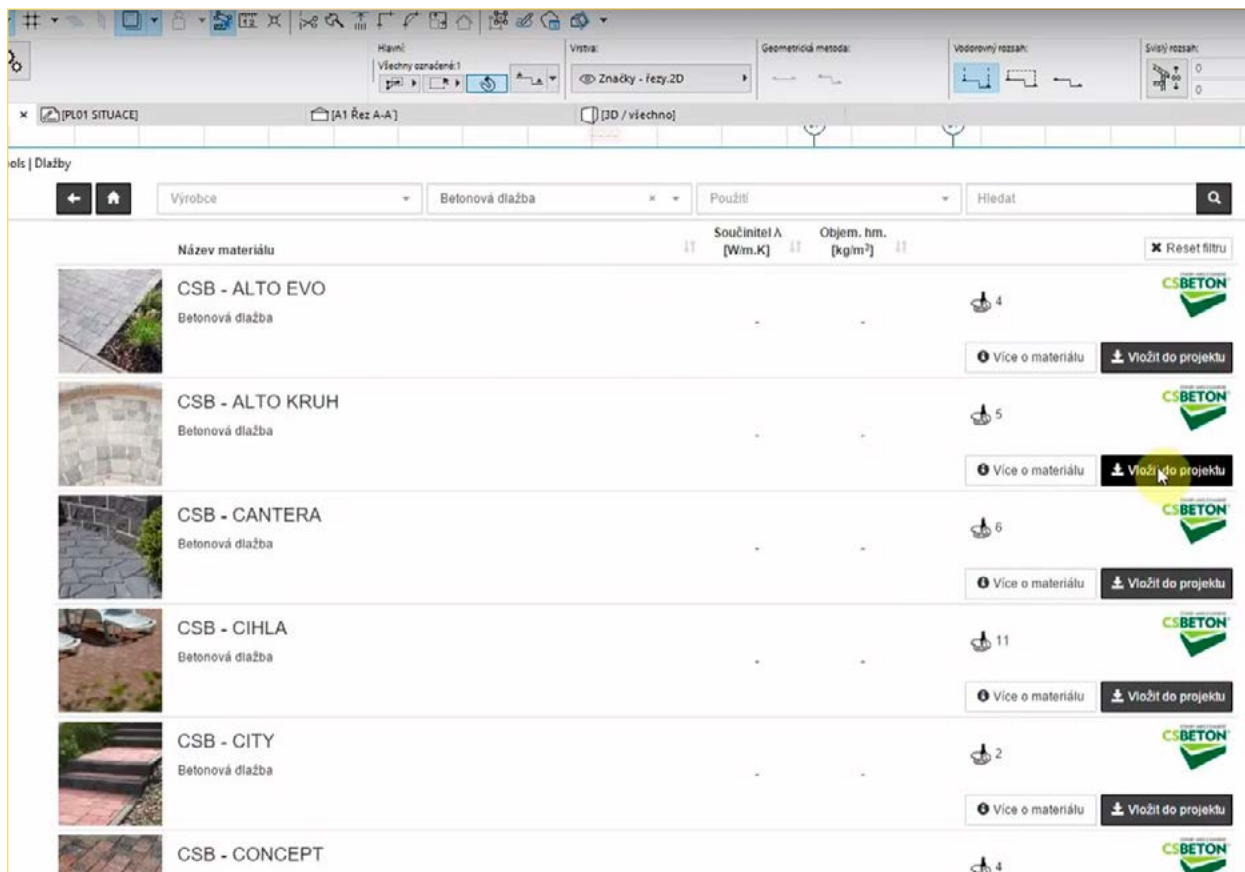 Hlavní:
Vrstva:
Geometrická metoda:
Vodorovný rozsah:
Svislý rozsah:
Všechny označené:1
Značky - řezy.2D
0
0
[PL01 SITUACE]
[A1 Řez A-A']
[3D / všechno]
ols | Dlažby
Výrobce
Betonová dlažba
Použití
Hledat
Název materiálu
Součinitel Λ
[W/m.K]
Objem. hm.
[kg/m³]
Reset filtru
CSB - ALTO EVO
Betonová dlažba
-
-
4
CSBETON
Více o materiálu
Vložit do projektu
CSB - ALTO KRUH
Betonová dlažba
-
-
5
CSBETON
Více o materiálu
Vložit do projektu
CSB - CANTERA
Betonová dlažba
-
-
6
CSBETON
Více o materiálu
Vložit do projektu
CSB - CIHLA
Betonová dlažba
-
-
11
CSBETON
Více o materiálu
Vložit do projektu
CSB - CITY
Betonová dlažba
-
-
2
CSBETON
Více o materiálu
Vložit do projektu
CSB - CONCEPT
4
CSBETON